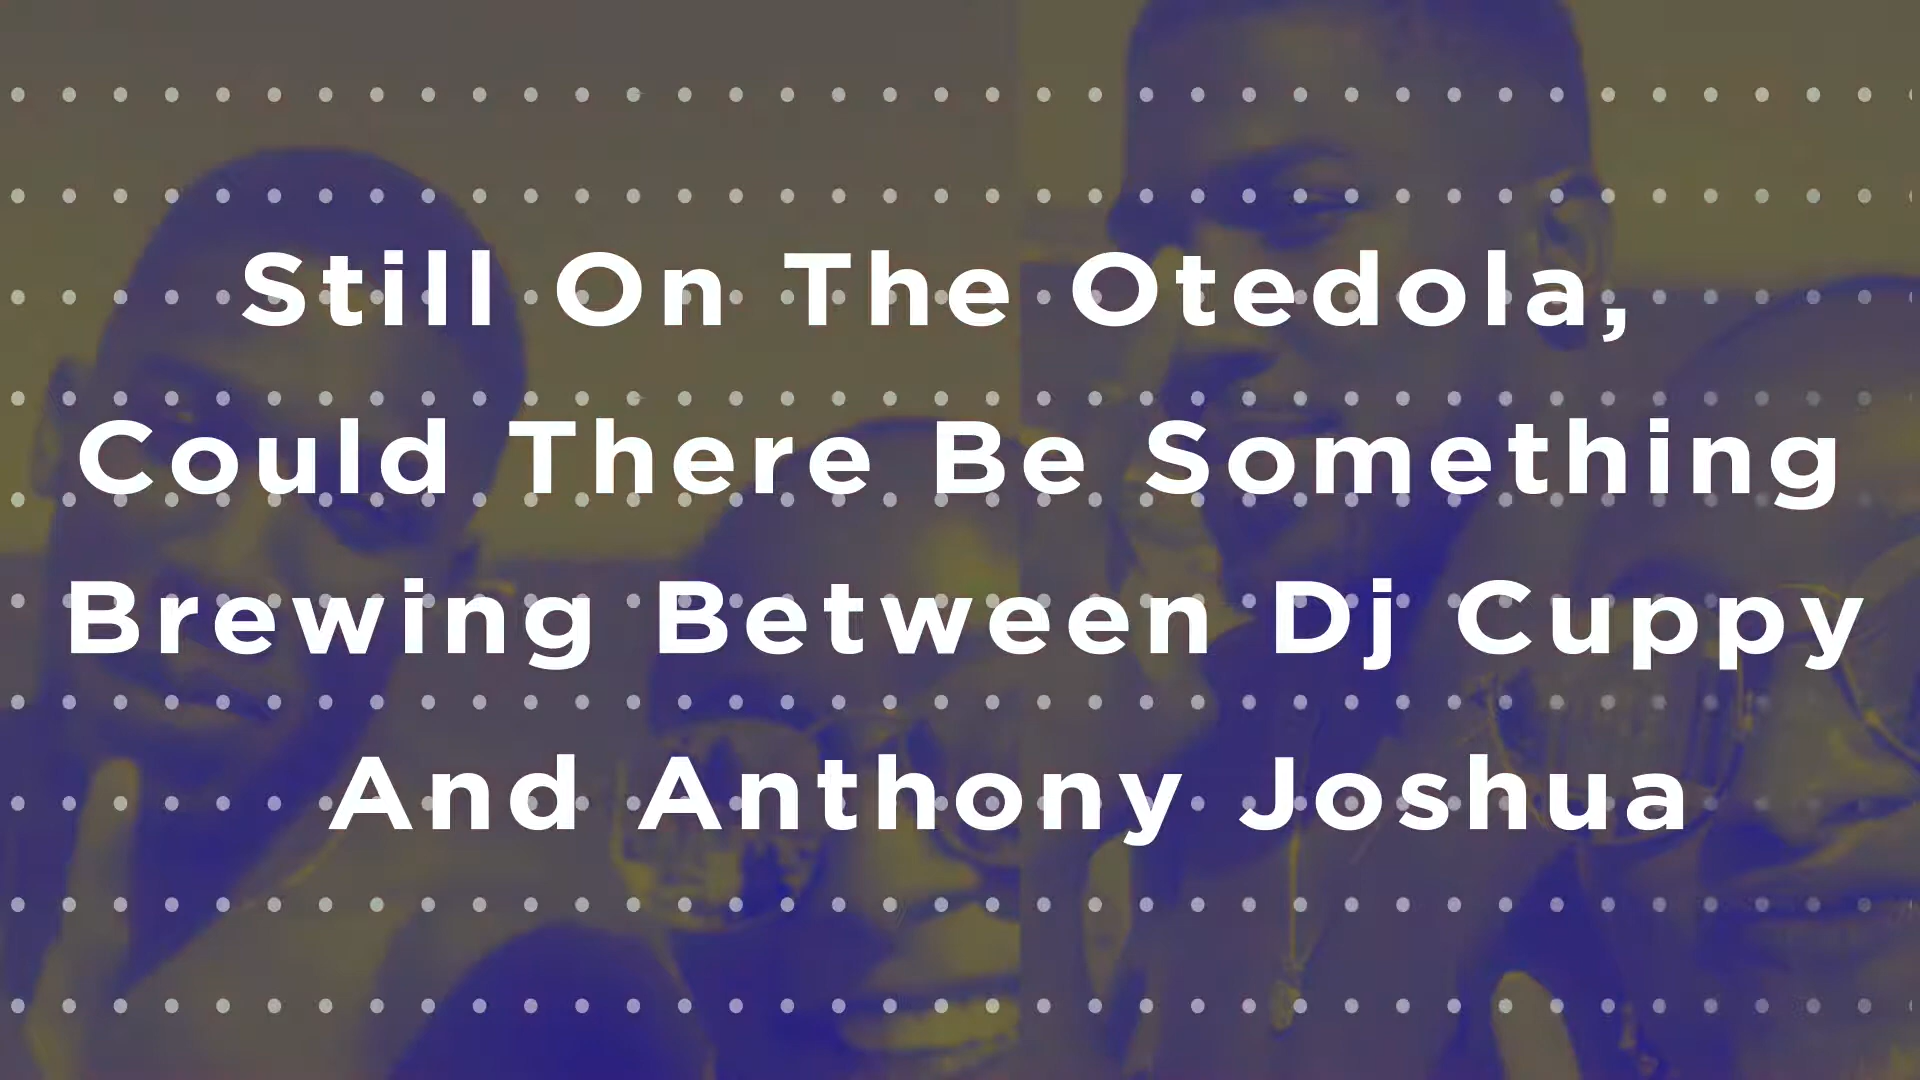 Still On The Otedola,
Could There Be Something
Brewing Between Dj Cuppy
And Anthony Joshua